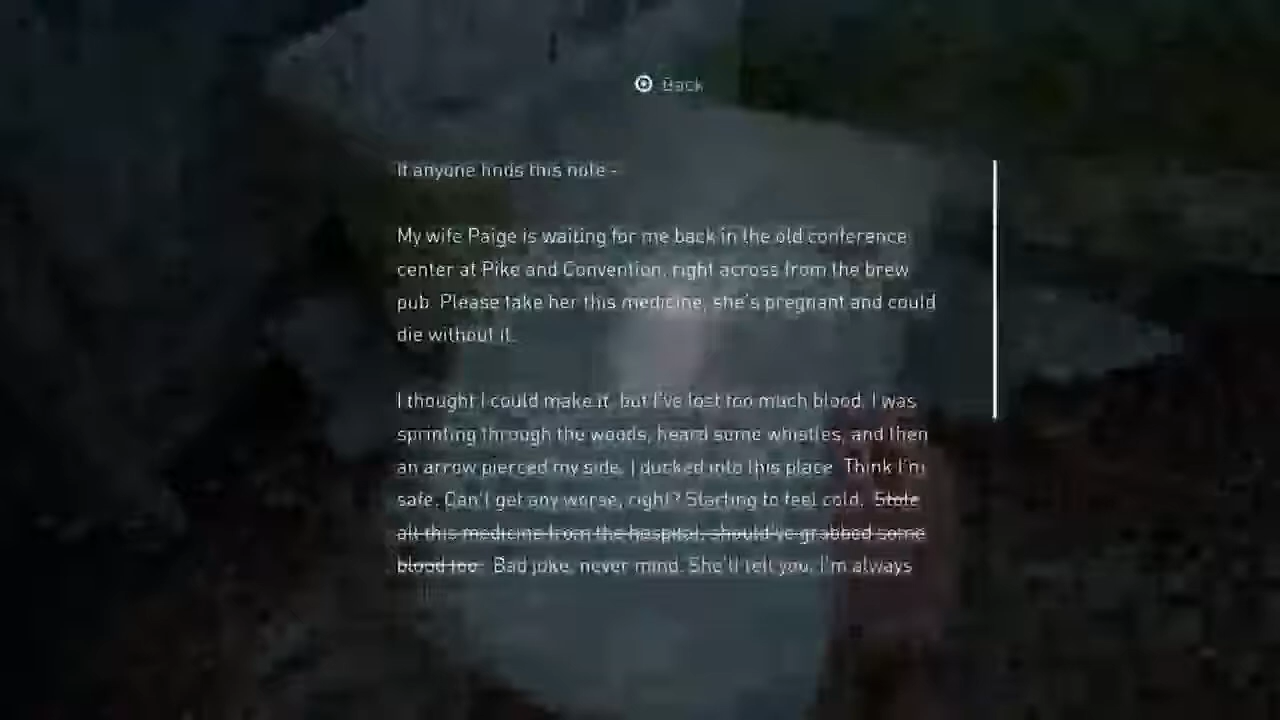 Back
If anyone finds this note -
My wife Paige is waiting for me back in the old conference
center at Pike and Convention, right across from the brew
pub. Please take her this medicine, she's pregnant and could
die without it.
I thought I could make it, but I've lost too much blood. I was
sprinting through the woods, heard some whistles, and then
an arrow pierced my side. I ducked into this place. Think I'm
safe. Can't get any worse, right? Starting to feel cold. Stole
all this medicine from the hospital, should've grabbed some
blood too. Bad joke, never mind. She'll tell you, I'm always